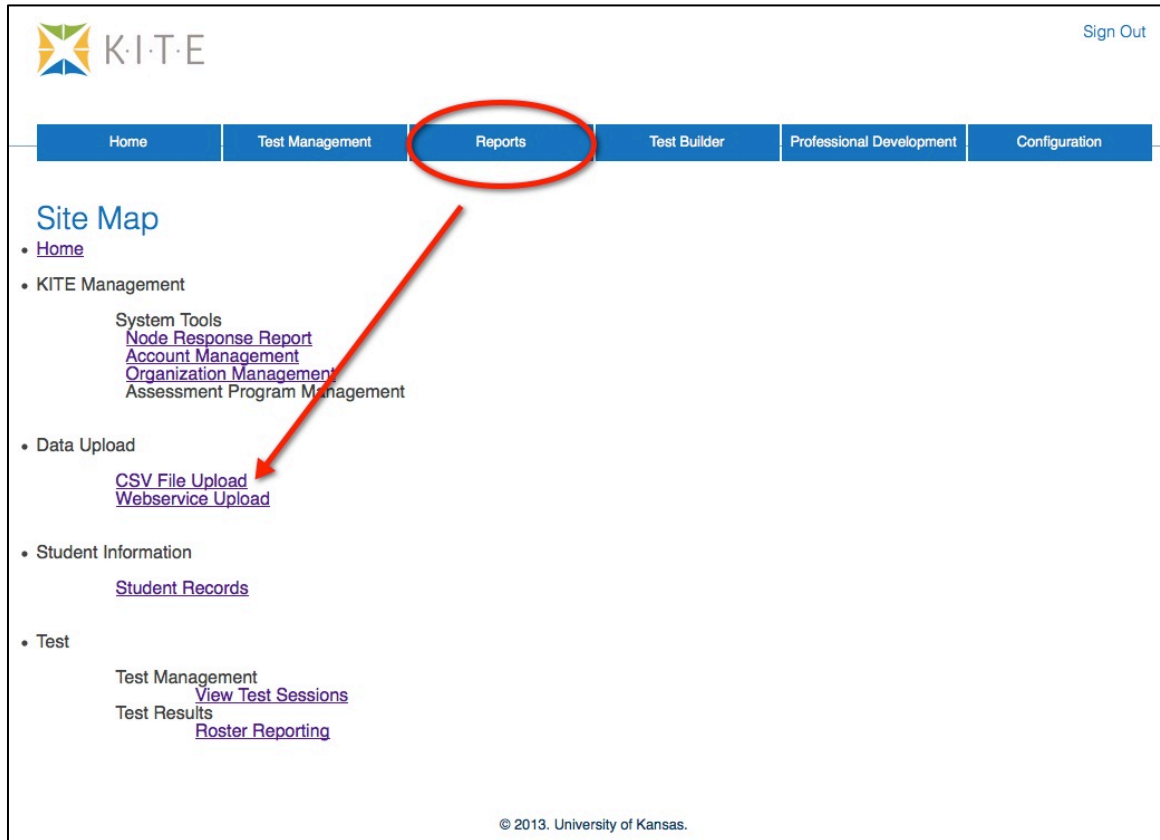 K·I·T·E
Sign Out
Home Test Management Reports Test Builder Professional Development Configuration
Site Map
• Home
• KITE Management
System Tools
Node Response Report
Account Management
Organization Management
Assessment Program Management
• Data Upload
CSV File Upload
Webservice Upload
• Student Information
Student Records
• Test
Test Management
View Test Sessions
Test Results
Roster Reporting
© 2013. University of Kansas.